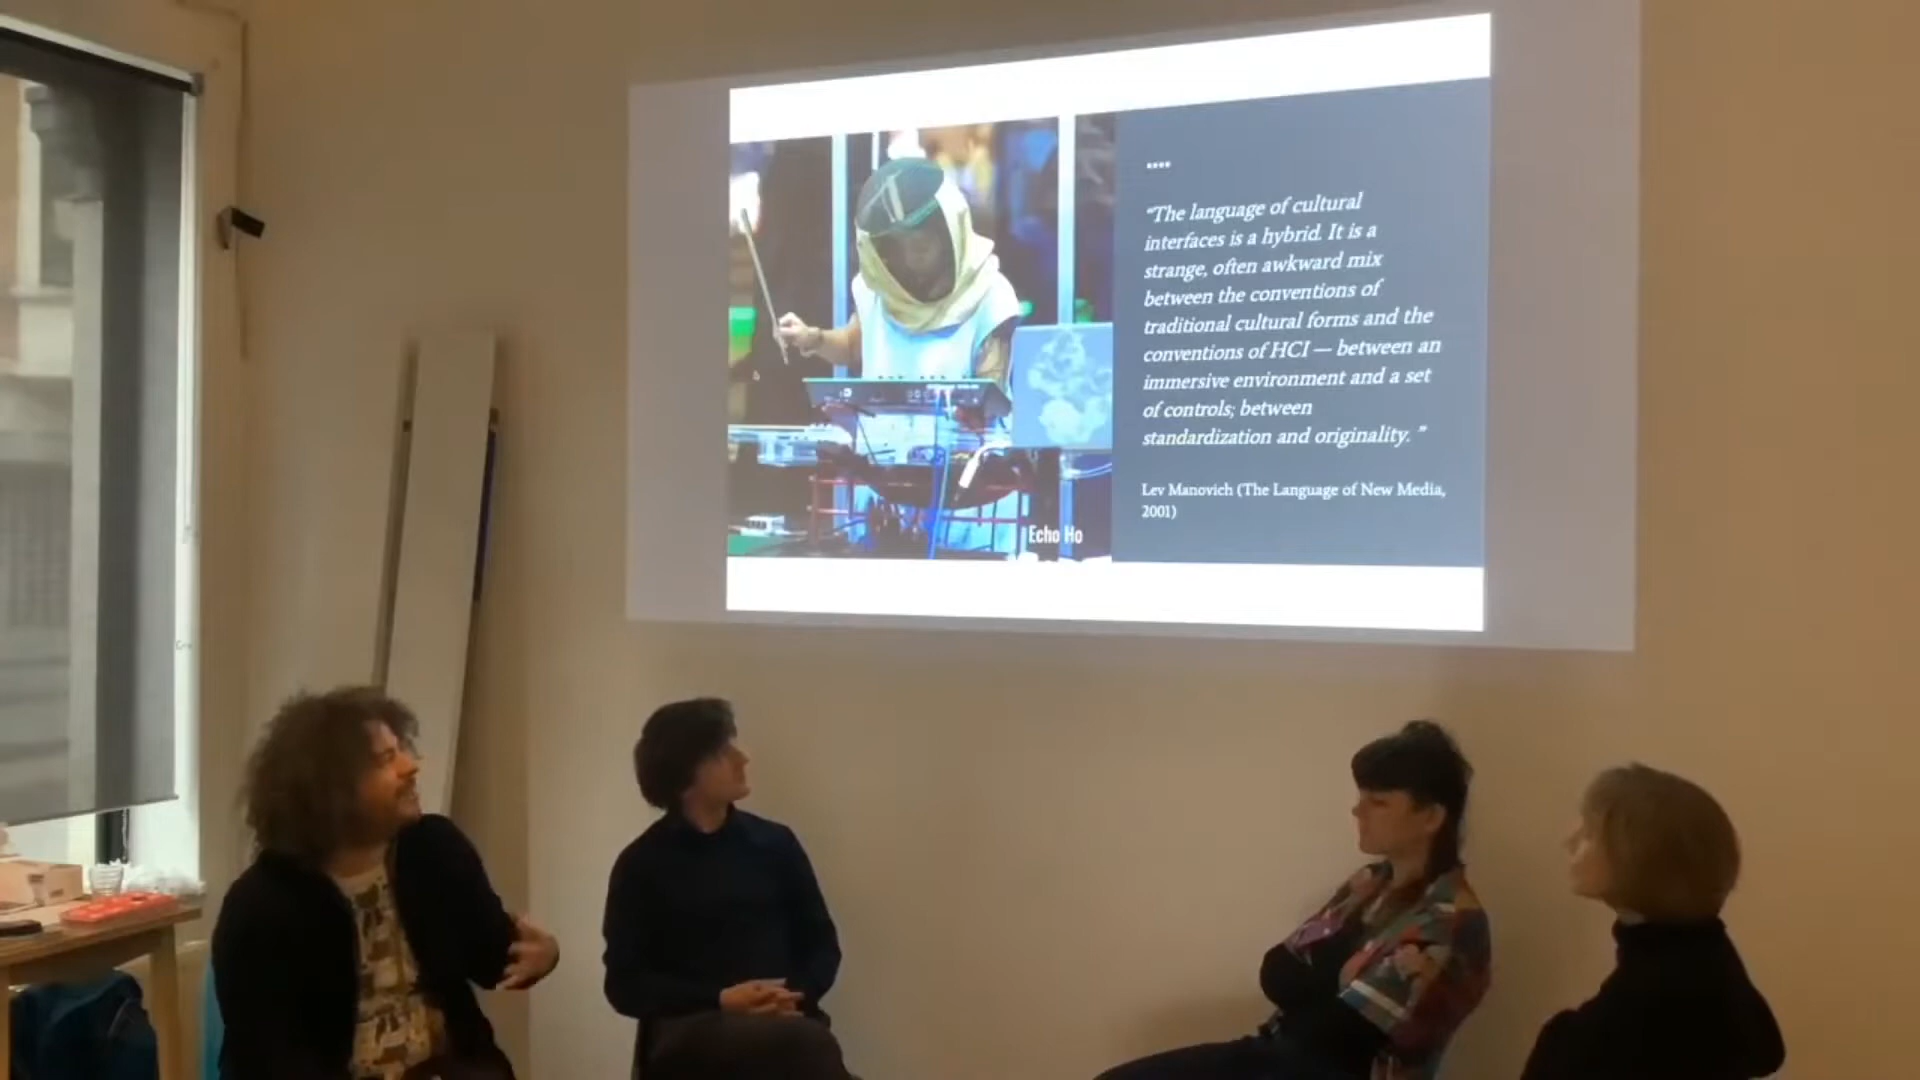 “The language of cultural
interfaces is a hybrid. It is a
strange, often awkward mix
between the conventions of
traditional cultural forms and the
conventions of HCI — between an
immersive environment and a set
of controls; between
standardization and originality. ”
Lev Manovich (The Language of New Media,
2001)
Echo Ho